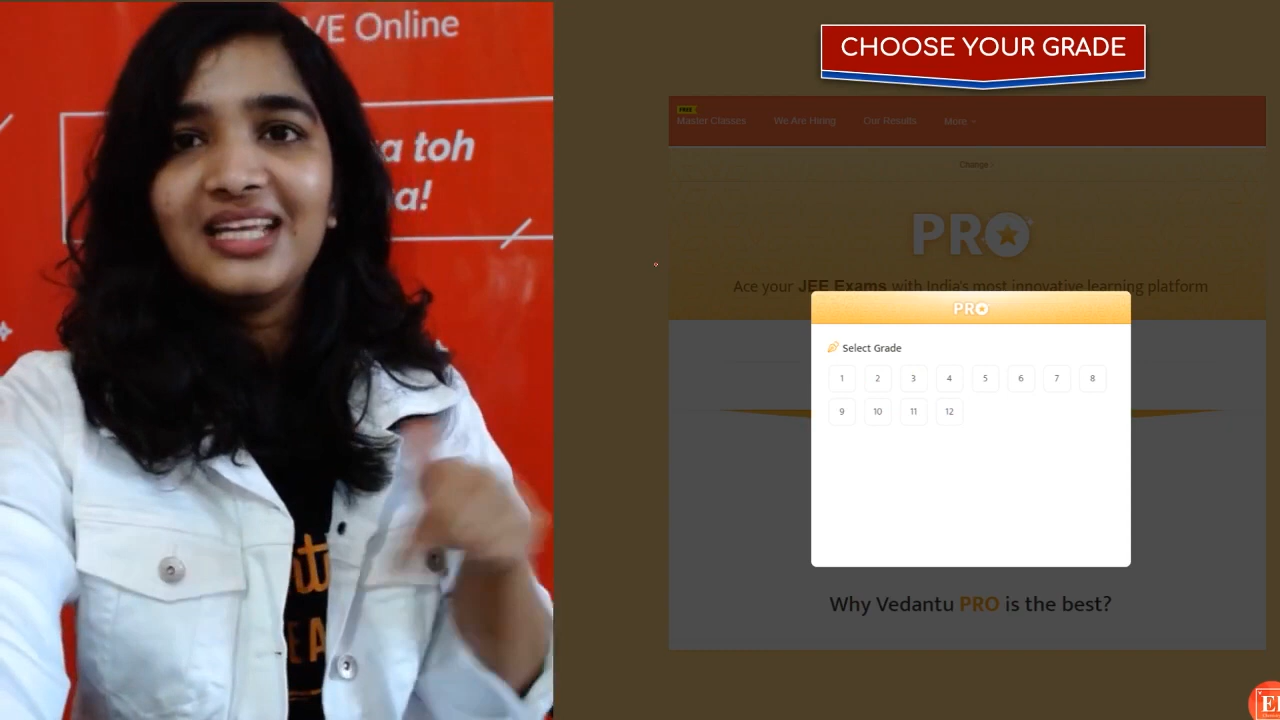 VE Online
a toh
a!
CHOOSE YOUR GRADE
FREE
Master Classes We Are Hiring Our Results More
Change
PRO
Ace your JEE Exams with India's most innovative learning platform
PRO
Select Grade
1 2 3 4 5 6 7 8
9 10 11 12
Why Vedantu PRO is the best?